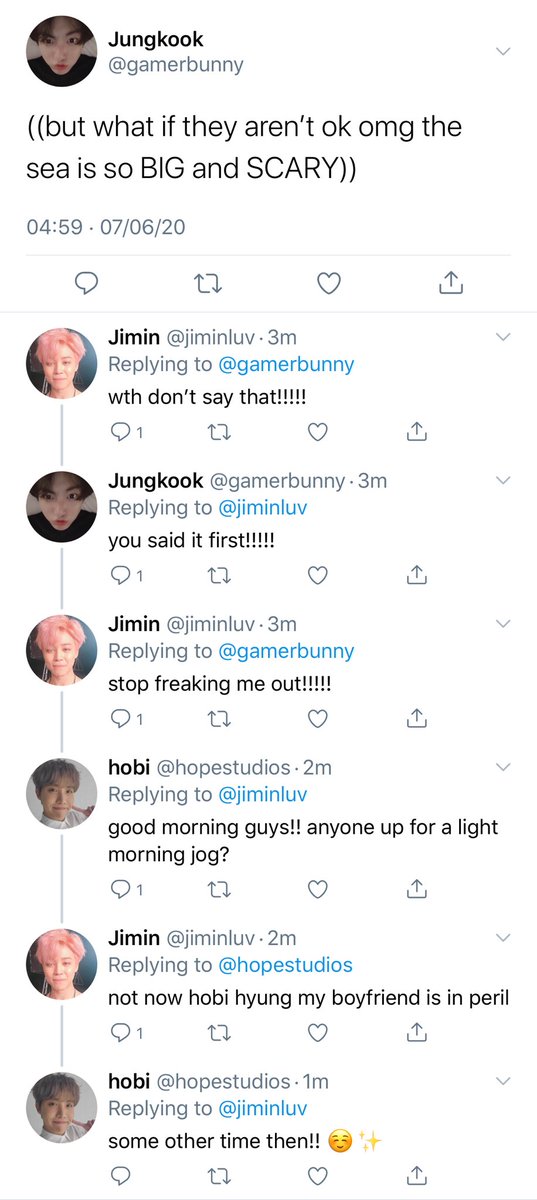 Jungkook
@gamerbunny
((but what if they aren’t ok omg the
sea is so BIG and SCARY))
04:59 · 07/06/20
Jimin @jiminluv · 3m
Replying to @gamerbunny
wth don’t say that!!!!!
1
Jungkook @gamerbunny · 3m
Replying to @jiminluv
you said it first!!!!!
1
Jimin @jiminluv · 3m
Replying to @gamerbunny
stop freaking me out!!!!!
1
hobi @hopestudios · 2m
Replying to @jiminluv
good morning guys!! anyone up for a light
morning jog?
1
Jimin @jiminluv · 2m
Replying to @hopestudios
not now hobi hyung my boyfriend is in peril
1
hobi @hopestudios · 1m
Replying to @jiminluv
some other time then!! ☺️ ✨